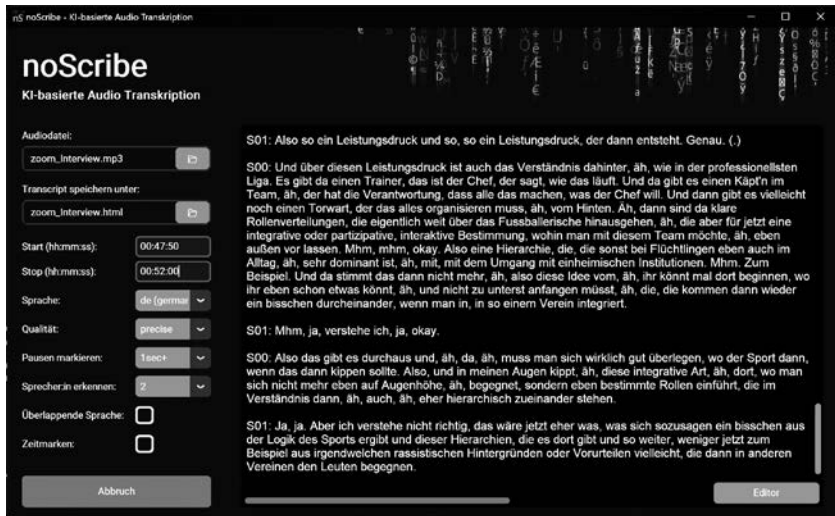 nS noScribe - KI-basierte Audio Transkription
noScribe
KI-basierte Audio Transkription
Audiodatei:
zoom_Interview.mp3
Transcript speichern unter:
zoom_Interview.html
Start (hh:mm:ss): 00:47:50
Stop (hh:mm:ss): 00:52:00
Sprache: de (germar
Qualität: precise
Pausen markieren: 1sec+
Sprecher:in erkennen: 2
Überlappende Sprache:
Zeitmarken:
Abbruch
S01: Also so ein Leistungsdruck und so, so ein Leistungsdruck, der dann entsteht. Genau. (.)
S00: Und über diesen Leistungsdruck ist auch das Verständnis dahinter, äh, wie in der professionellsten
Liga. Es gibt da einen Trainer, das ist der Chef, der sagt, wie das läuft. Und da gibt es einen Käpt'n im
Team, äh, der hat die Verantwortung, dass alle das machen, was der Chef will. Und dann gibt es vielleicht
noch einen Torwart, der das alles organisieren muss, äh, vom Hinten. Äh, dann sind da klare
Rollenverteilungen, die eigentlich weit über das Fussballerische hinausgehen, äh, die aber für jetzt eine
integrative oder partizipative, interaktive Bestimmung, wohin man mit diesem Team möchte, äh, eben
außen vor lassen. Mhm, mhm, okay. Also eine Hierarchie, die, die sonst bei Flüchtlingen eben auch im
Alltag, äh, sehr dominant ist, äh, mit, mit dem Umgang mit einheimischen Institutionen. Mhm. Zum
Beispiel. Und da stimmt das dann nicht mehr, äh, also diese Idee vom, äh, ihr könnt mal dort beginnen, wo
ihr eben schon etwas könnt, äh, und nicht zu unterst anfangen müsst, äh, die, die kommen dann wieder
ein bisschen durcheinander, wenn man in, in so einem Verein integriert.
S01: Mhm, ja, verstehe ich, ja, okay.
S00: Also das gibt es durchaus und, äh, da, äh, muss man sich wirklich gut überlegen, wo der Sport dann,
wenn das dann kippen sollte. Also, und in meinen Augen kippt, äh, diese integrative Art, äh, dort, wo man
sich nicht mehr eben auf Augenhöhe, äh, begegnet, sondern eben bestimmte Rollen einführt, die im
Verständnis dann, äh, auch, äh, eher hierarchisch zueinander stehen.
S01: Ja, ja. Aber ich verstehe nicht richtig, das wäre jetzt eher was, was sich sozusagen ein bisschen aus
der Logik des Sports ergibt und dieser Hierarchien, die es dort gibt und so weiter, weniger jetzt zum
Beispiel aus irgendwelchen rassistischen Hintergründen oder Vorurteilen vielleicht, die dann in anderen
Vereinen den Leuten begegnen.
Editor